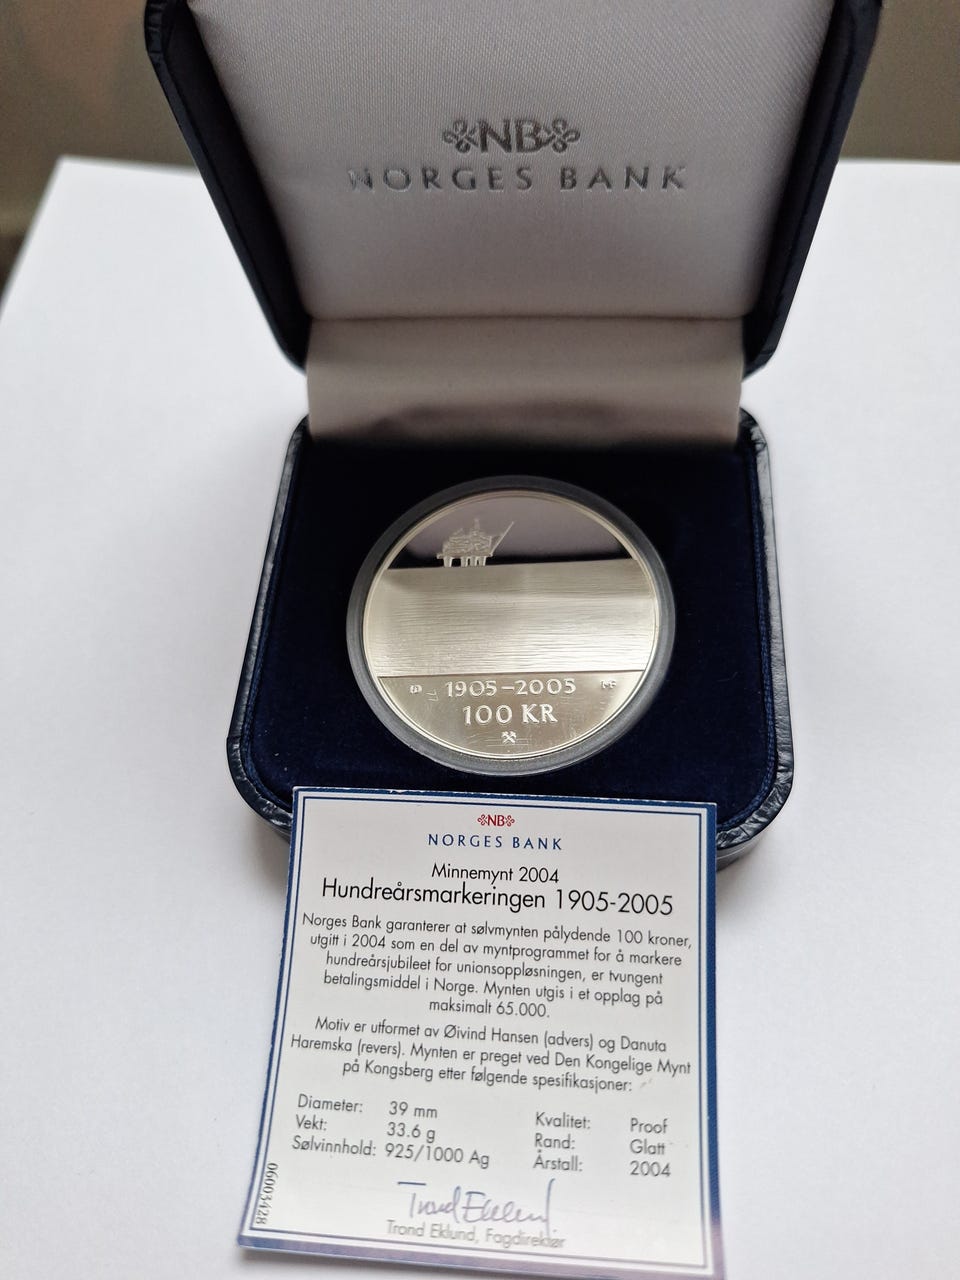 NB
NORGES BANK
1905-2005
100 KR
NB
NORGES BANK
Minnemynt 2004
Hundreårsmarkeringen 1905-2005
Norges Bank garanterer at sølvmynten pålydende 100 kroner,
utgitt i 2004 som en del av myntprogrammet for å markere
hundreårsjubileet for unionsoppløsningen, er tvungent
betalingsmiddel i Norge. Mynten utgis i et opplag på
maksimalt 65.000.
Motiv er utformet av Øivind Hansen (advers) og Danuta
Haremska (revers). Mynten er preget ved Den Kongelige Mynt
på Kongsberg etter følgende spesifikasjoner:
Diameter: 39 mm Kvalitet: Proof
Vekt: 33.6 g Rand: Glatt
Sølvinnhold: 925/1000 Ag Årstall: 2004
06003428
Trond Eklund
Trond Eklund, Fagdirektør